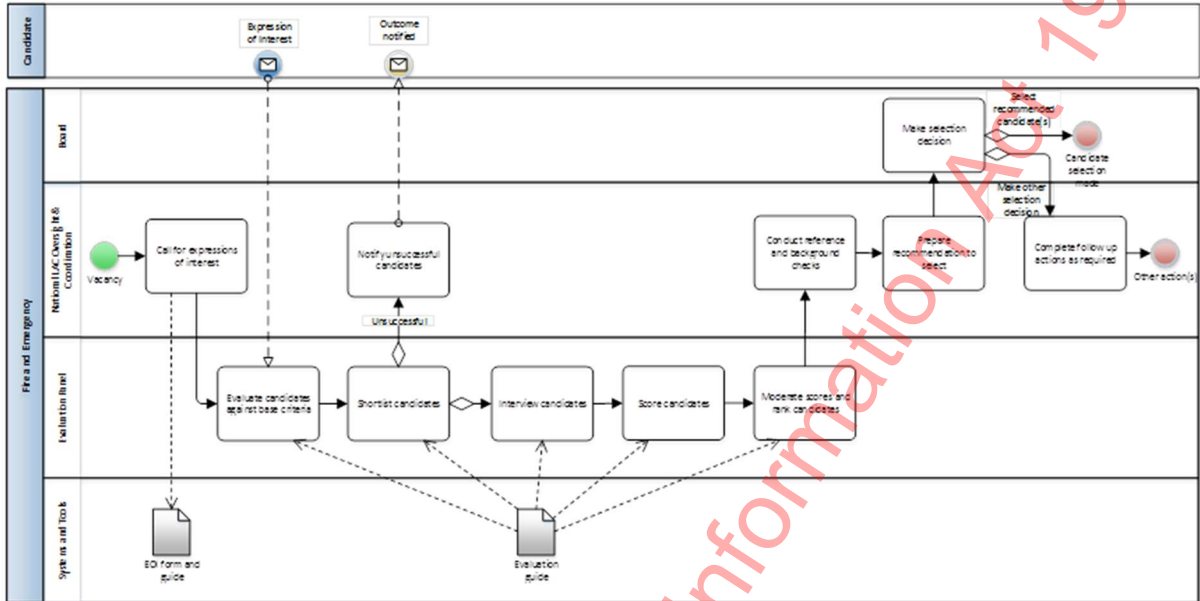 Candidate
Expression
of Interest
Outcome
notified
Fire and Emergency
Board
Make selection
decision
Select
recommended
candidate(s)
Candidate
selection
made
National LAC Oversight &
Coordination
Vacancy
Call for expressions
of interest
Notify unsuccessful
candidates
Unsuccessful
Conduct reference
and background
checks
Prepare
recommendation to
select
Make other
selection
decision
Complete follow up
actions as required
Other action(s)
Evaluation Panel
Evaluate candidates
against base criteria
Shortlist candidates
Interview candidates
Score candidates
Moderate scores and
rank candidates
Systems and Tools
EOI form and
guide
Evaluation
guide
Information Act 19